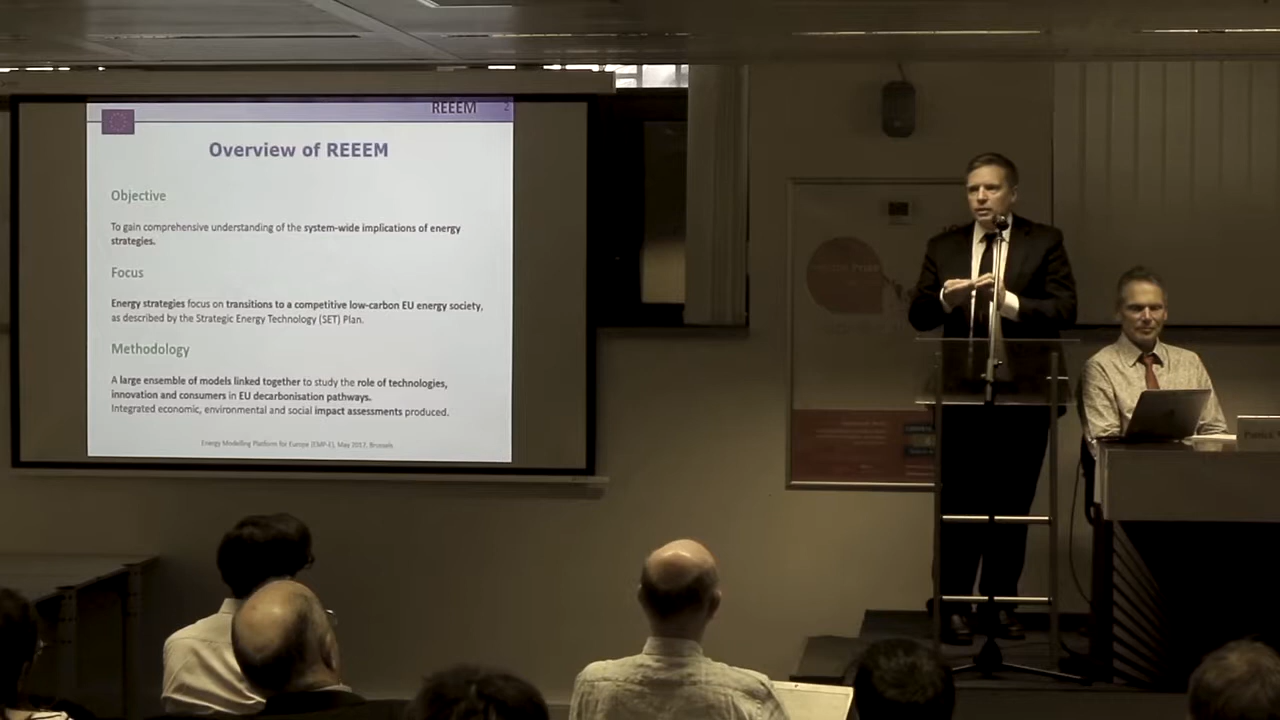 REEEM 2
Overview of REEEM
Objective
To gain comprehensive understanding of the system-wide implications of energy
strategies.
Focus
Energy strategies focus on transitions to a competitive low-carbon EU energy society,
as described by the Strategic Energy Technology (SET) Plan.
Methodology
A large ensemble of models linked together to study the role of technologies,
innovation and consumers in EU decarbonisation pathways.
Integrated economic, environmental and social impact assessments produced.
Energy Modelling Platform for Europe (EMP-E), May 2017, Brussels
Patrick